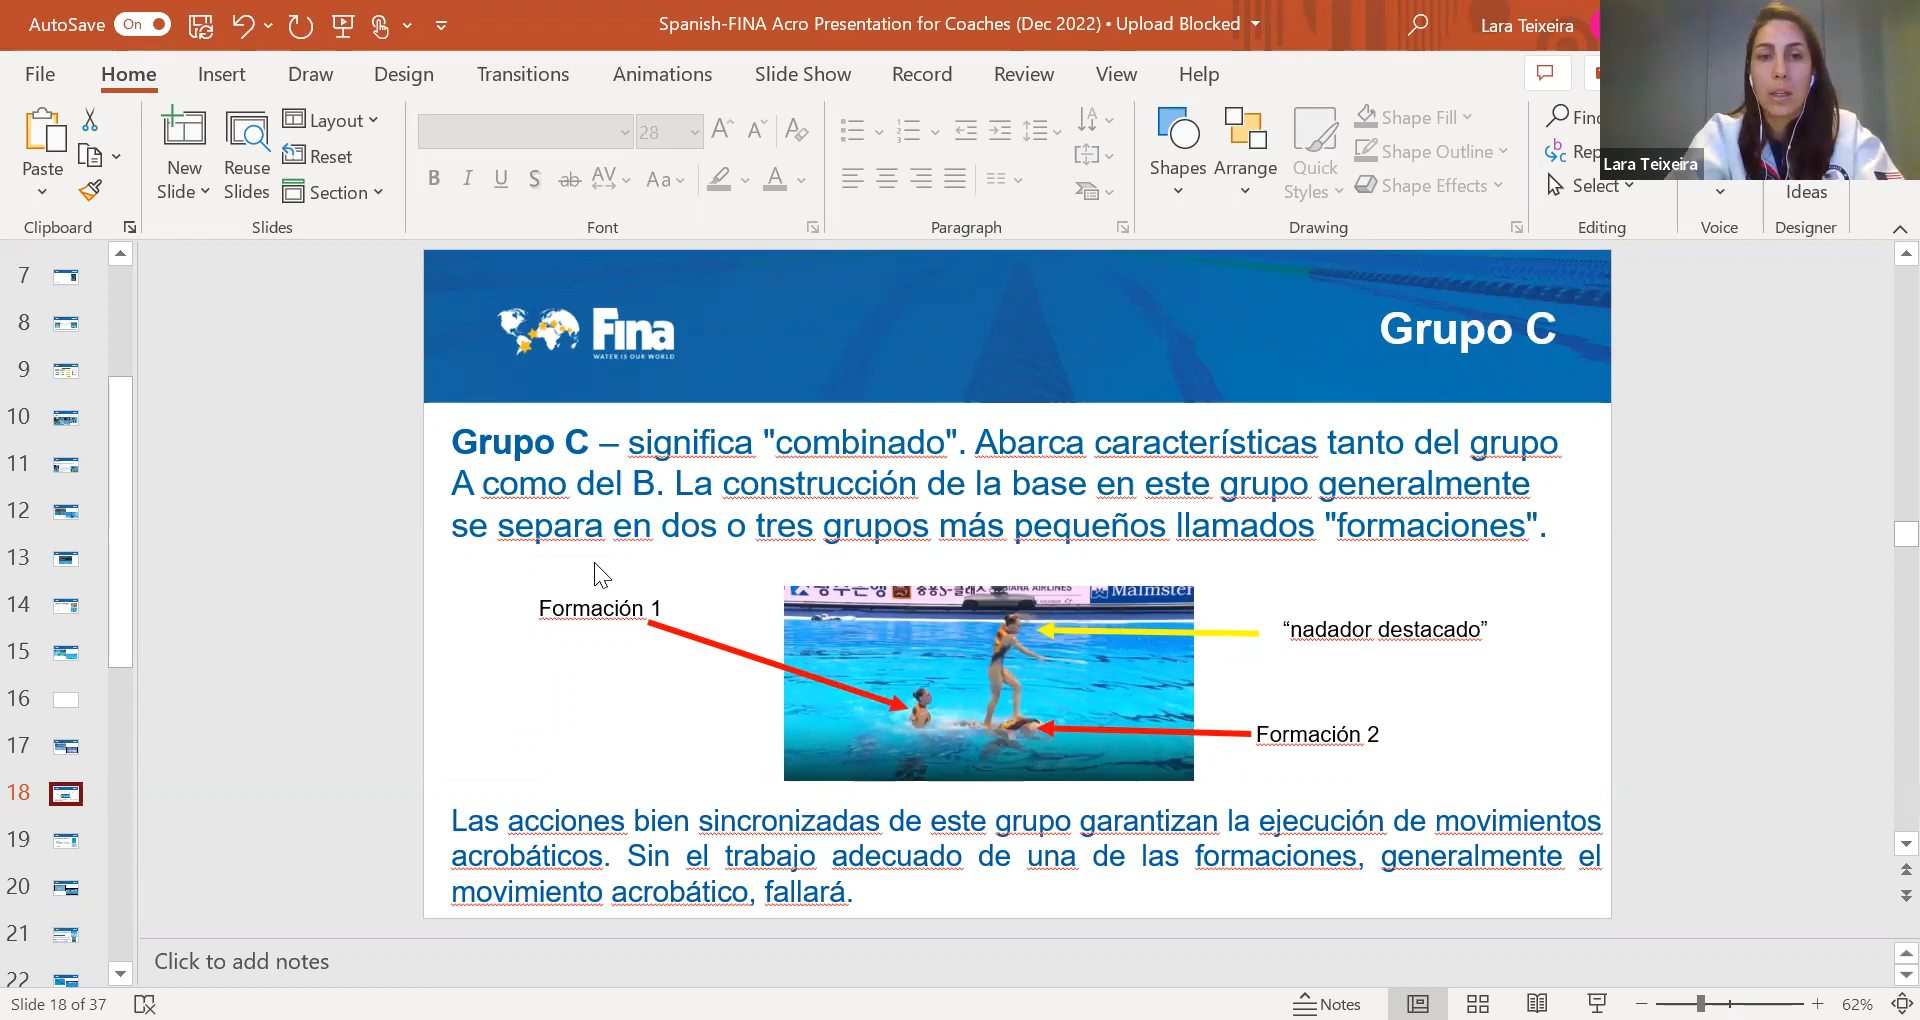 AutoSave On
Spanish-FINA Acro Presentation for Coaches (Dec 2022) • Upload Blocked
Lara Teixeira
File Home Insert Draw Design Transitions Animations Slide Show Record Review View Help
Paste
New Slide
Reuse Slides
Layout
Reset
Section
28
Shapes
Arrange
Quick Styles
Shape Fill
Shape Outline
Shape Effects
Select
Ideas
Lara Teixeira
Clipboard Slides Font Paragraph Drawing Editing Voice Designer
7
8
9
10
11
12
13
14
15
16
17
18
19
20
21
22
Fina
WATER IS OUR WORLD
Grupo C
Grupo C – significa "combinado". Abarca características tanto del grupo
A como del B. La construcción de la base en este grupo generalmente
se separa en dos o tres grupos más pequeños llamados "formaciones".
Formación 1
Malmsten
“nadador destacado”
Formación 2
Las acciones bien sincronizadas de este grupo garantizan la ejecución de movimientos
acrobáticos. Sin el trabajo adecuado de una de las formaciones, generalmente el
movimiento acrobático, fallará.
Click to add notes
Slide 18 of 37
Notes
62%